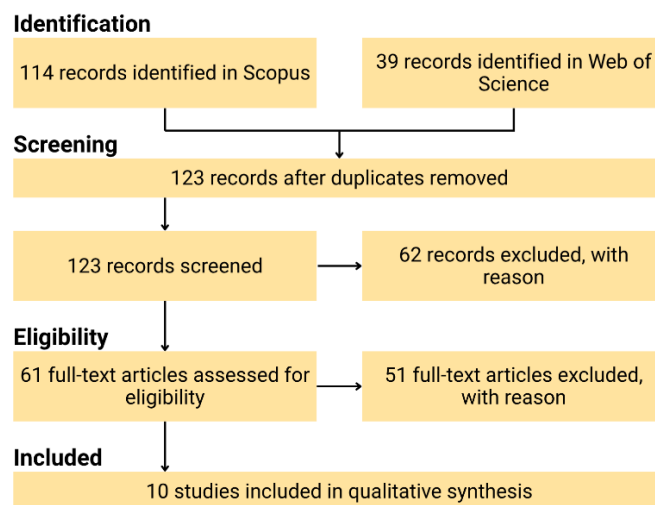 Identification
114 records identified in Scopus
39 records identified in Web of
Science
Screening
123 records after duplicates removed
123 records screened
62 records excluded, with
reason
Eligibility
61 full-text articles assessed for
eligibility
51 full-text articles excluded,
with reason
Included
10 studies included in qualitative synthesis